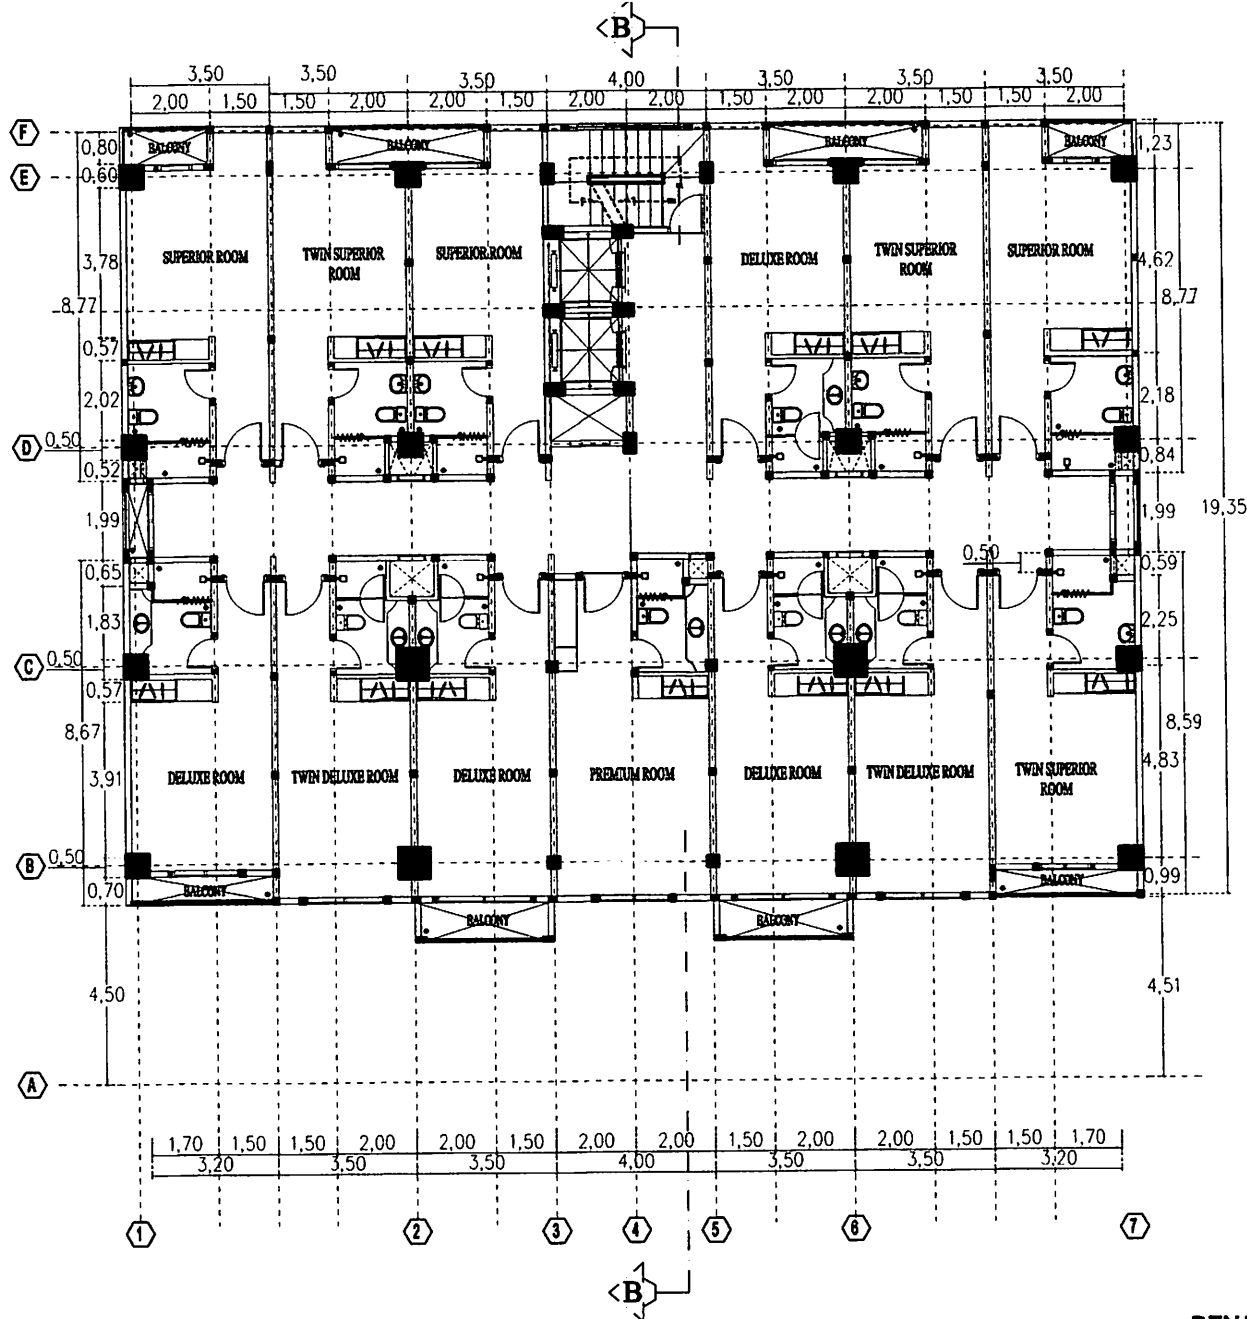 B
3,50 3,50 3,50 4,00 3,50 3,50 3,50
2,00 1,50 1,50 2,00 2,00 1,50 2,00 2,00 1,50 2,00 2,00 1,50 1,50 2,00
F
0,80 BALCONY BALCONY BALCONY BALCONY 1,23
E
0,60
3,78 SUPERIOR ROOM TWIN SUPERIOR SUPERIOR ROOM DELUXE ROOM TWIN SUPERIOR SUPERIOR ROOM 4,62
ROOM ROOM
8,77 8,77
0,57
2,02 2,18
D 0,50
0,52 0,84
1,99 1,99 19,35
0,50
0,65 0,59
1,83 2,25
C 0,50
0,57
8,67 8,59
3,91 DELUXE ROOM TWIN DELUXE ROOM DELUXE ROOM PREMIUM ROOM DELUXE ROOM TWIN DELUXE ROOM TWIN SUPERIOR 4,83
ROOM
B 0,50
0,70 BALCONY BALCONY 0,99
BALCONY BALCONY
4,50 4,51
A
1,70 1,50 1,50 2,00 2,00 1,50 2,00 2,00 1,50 2,00 2,00 1,50 1,50 1,70
3,20 3,50 3,50 4,00 3,50 3,50 3,20
1 2 3 4 5 6 7
B